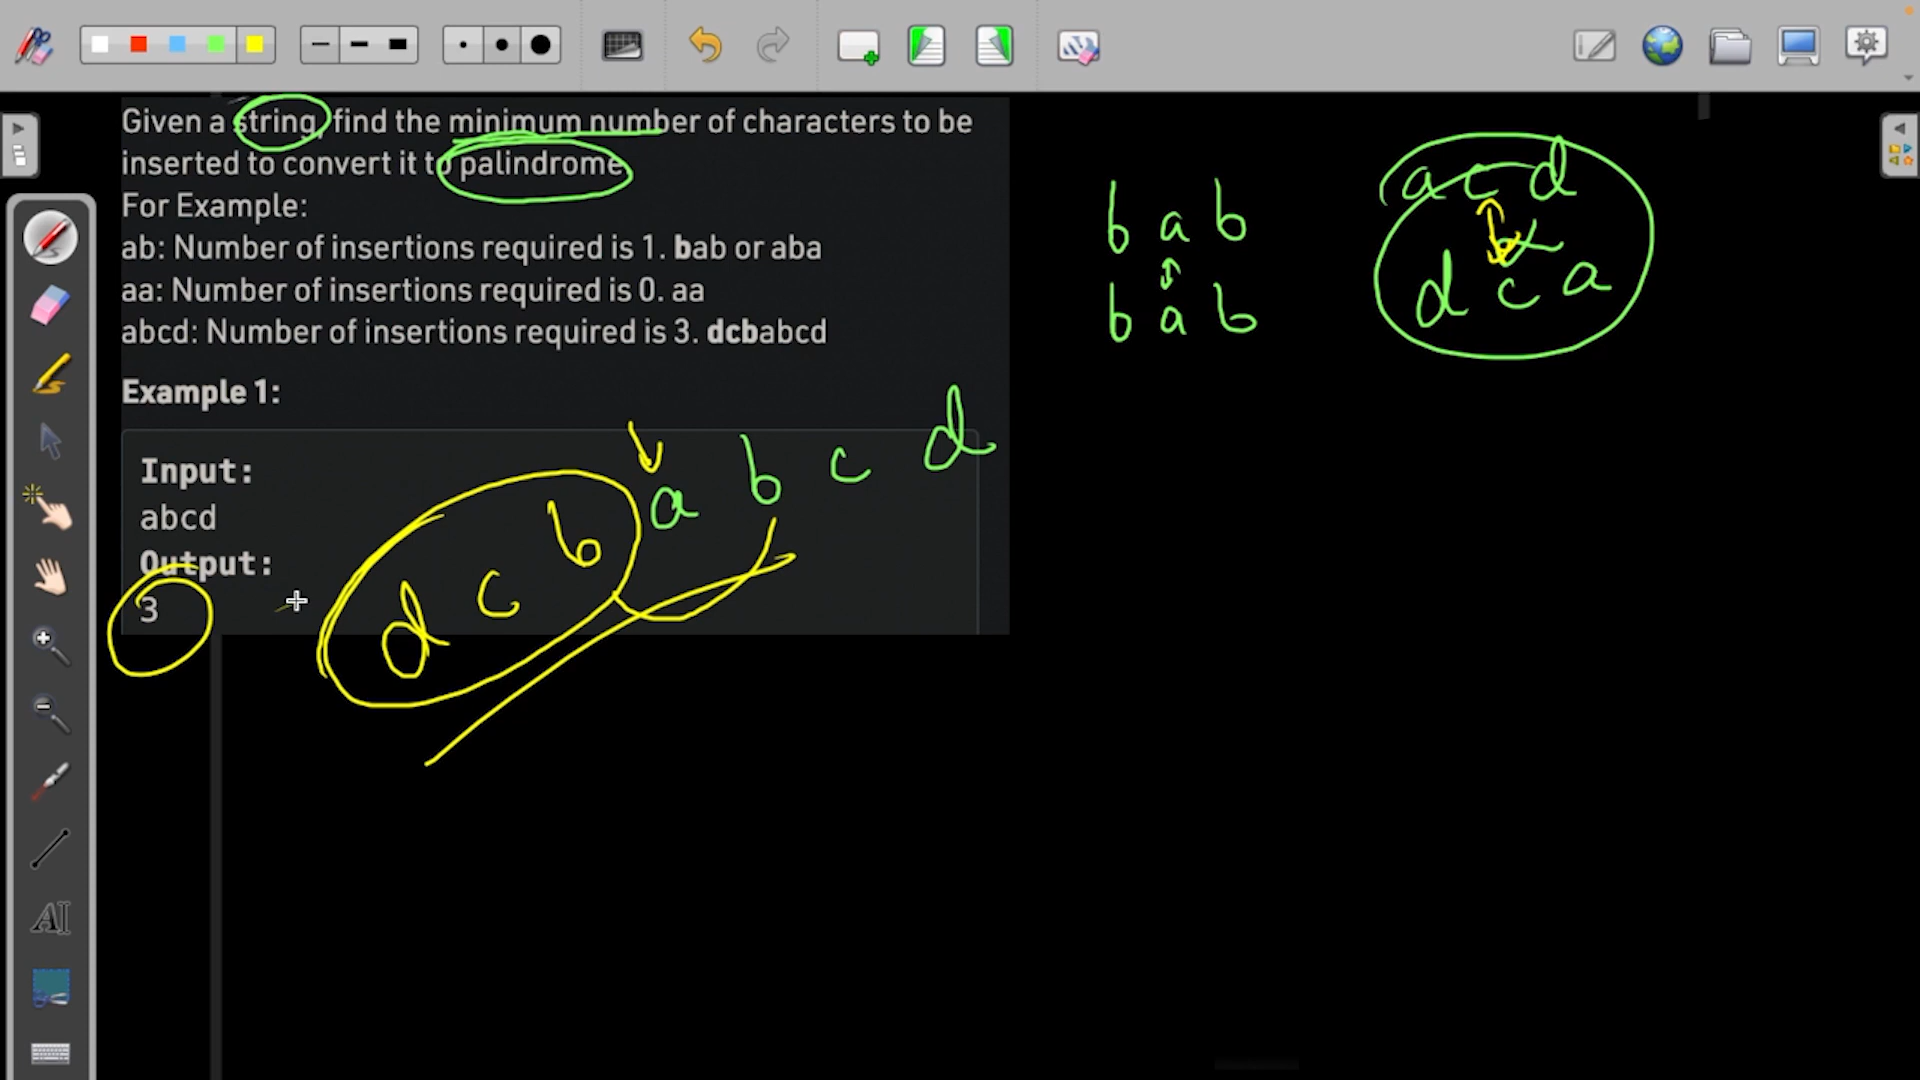 Given a string, find the minimum number of characters to be
inserted to convert it to palindrome.
For Example:
ab: Number of insertions required is 1. bab or aba
aa: Number of insertions required is 0. aa
abcd: Number of insertions required is 3. dcbabcd
Example 1:
Input:
abcd
Output:
3
d c b a b c d
b a b
b a b
a c d
d c a
AI